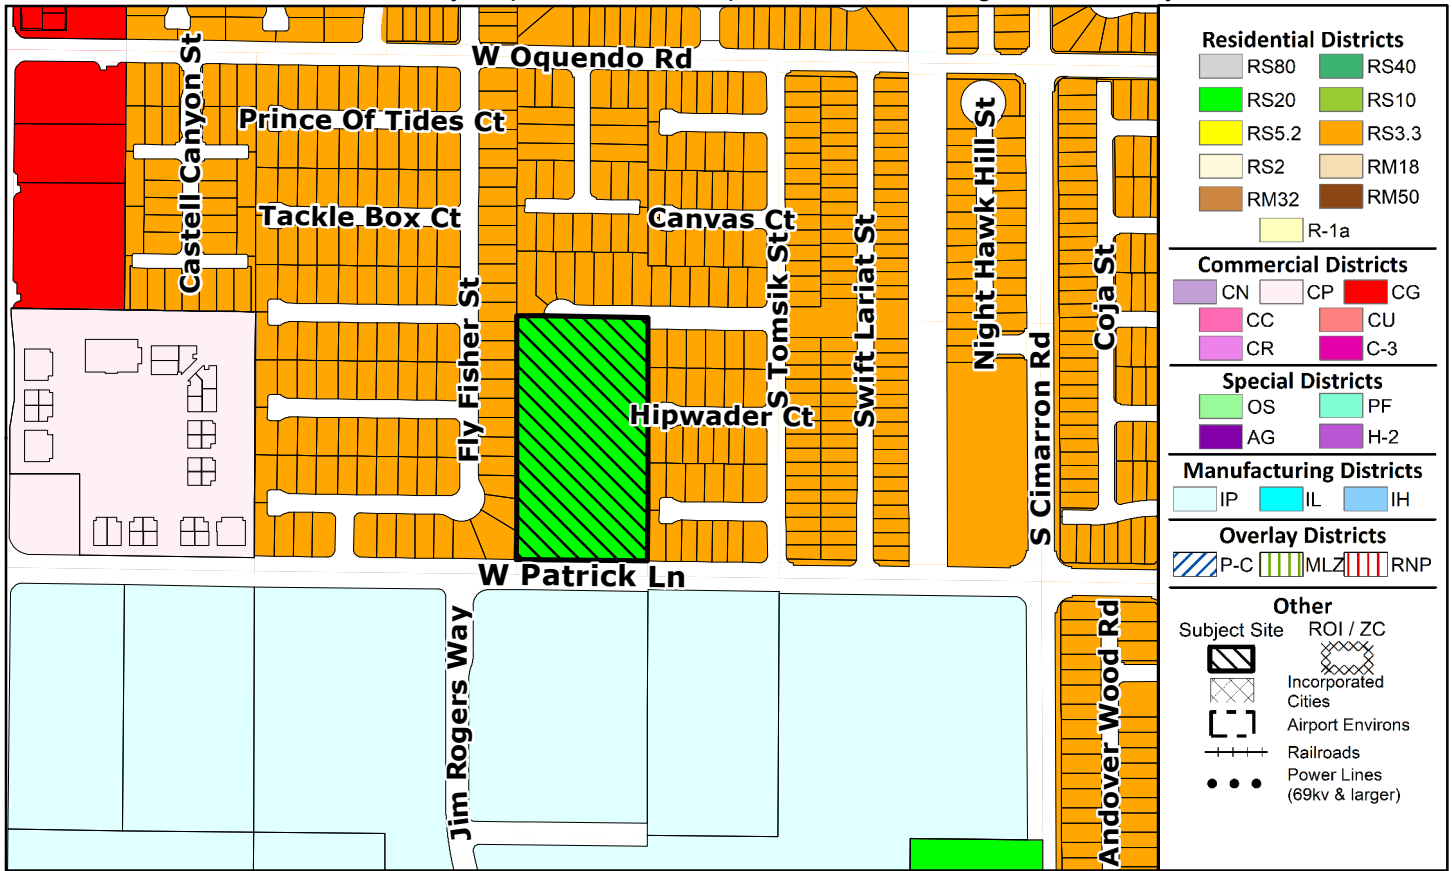 W Oquendo Rd
Castell Canyon St
Prince Of Tides Ct
Tackle Box Ct
Canvas Ct
Fly Fisher St
S Tomsik St
Swift Lariat St
Night Hawk Hill St
Coja St
S Cimarron Rd
Hipwader Ct
W Patrick Ln
Jim Rogers Way
Andover Wood Rd
Residential Districts
RS80 RS40
RS20 RS10
RS5.2 RS3.3
RS2 RM18
RM32 RM50
R-1a
Commercial Districts
CN CP CG
CC CU
CR C-3
Special Districts
OS PF
AG H-2
Manufacturing Districts
IP IL IH
Overlay Districts
P-C MLZ RNP
Other
Subject Site ROI / ZC
Incorporated
Cities
Airport Environs
Railroads
Power Lines
(69kv & larger)